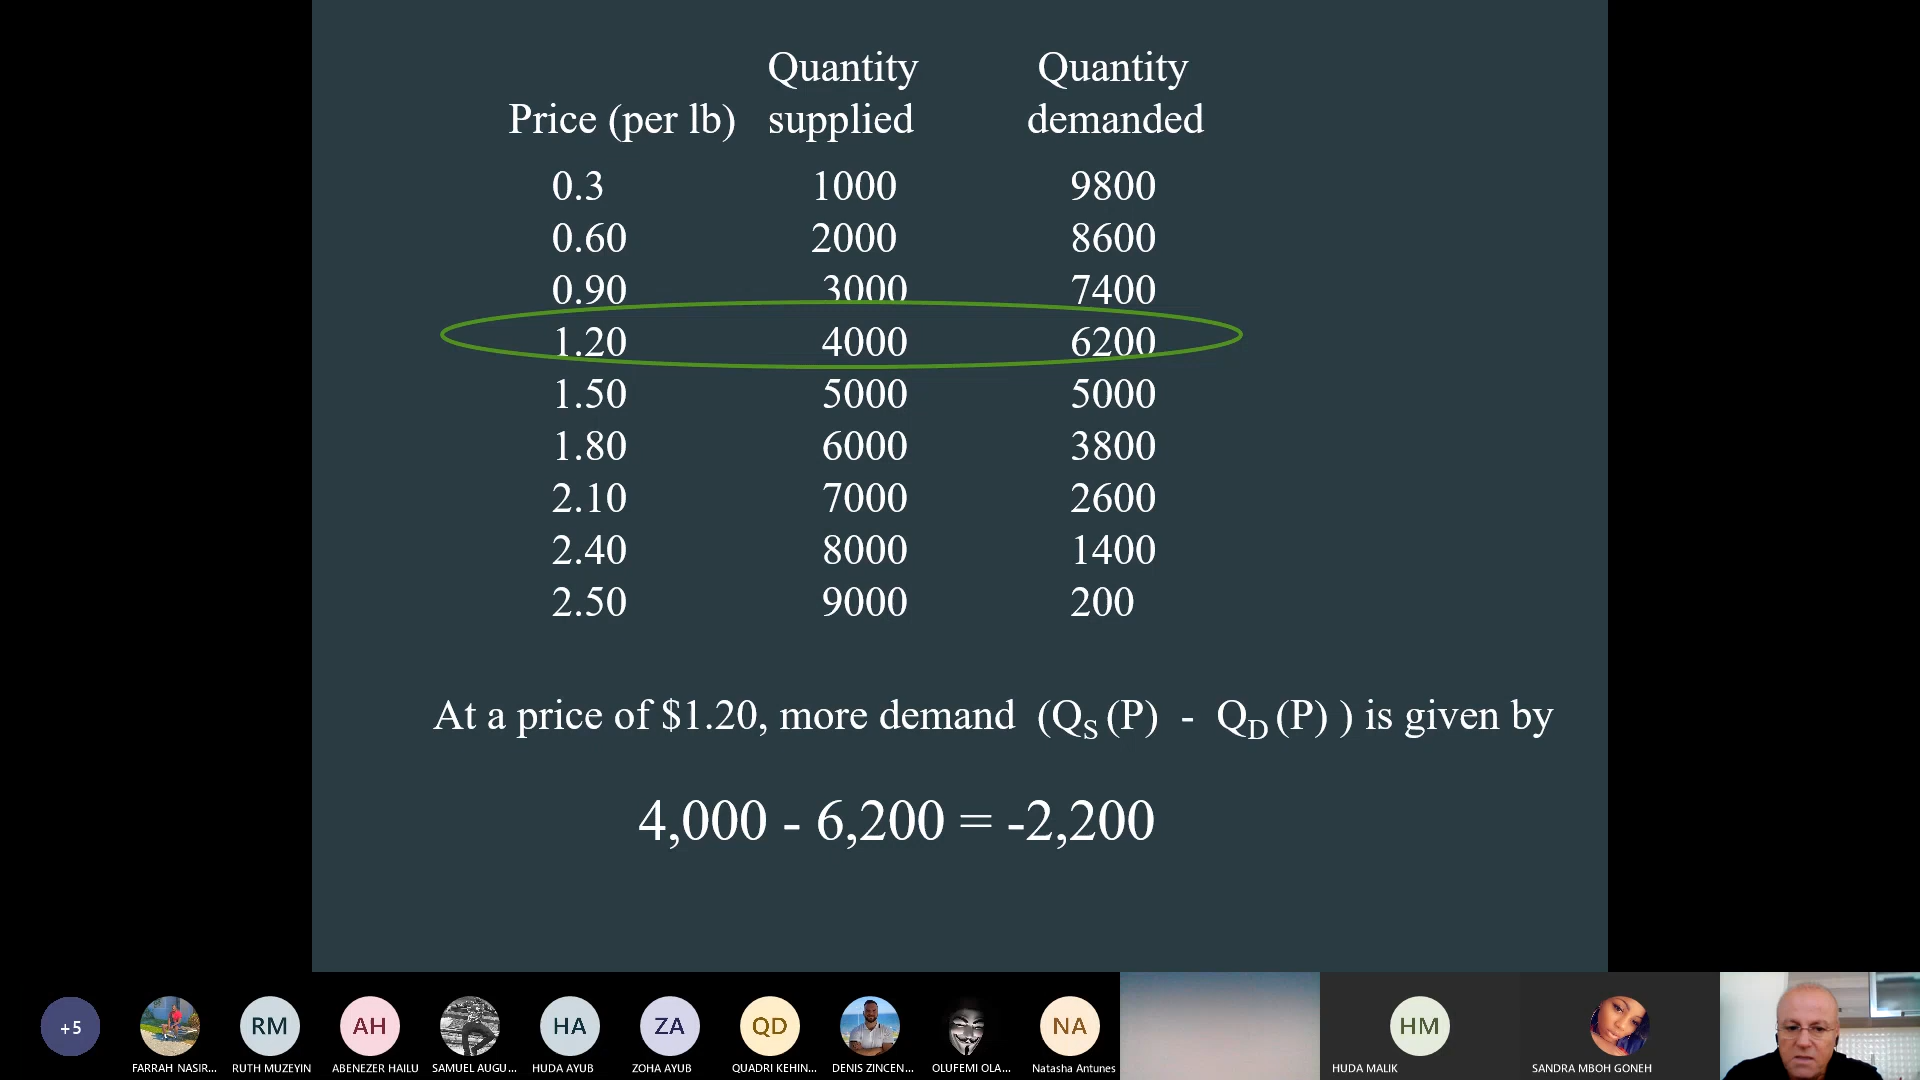 Quantity Quantity
Price (per lb) supplied demanded
0.3 1000 9800
0.60 2000 8600
0.90 3000 7400
1.20 4000 6200
1.50 5000 5000
1.80 6000 3800
2.10 7000 2600
2.40 8000 1400
2.50 9000 200
At a price of $1.20, more demand (QS (P) - QD (P) ) is given by
4,000 - 6,200 = -2,200
+5 RM AH HA ZA QD NA HM
FARRAH NASIR... RUTH MUZEYIN ABENEZER HAILU SAMUEL AUGU... HUDA AYUB ZOHA AYUB QUADRI KEHIN... DENIS ZINCEN... OLUFEMI OLA... Natasha Antunes HUDA MALIK SANDRA MBOH GONEH